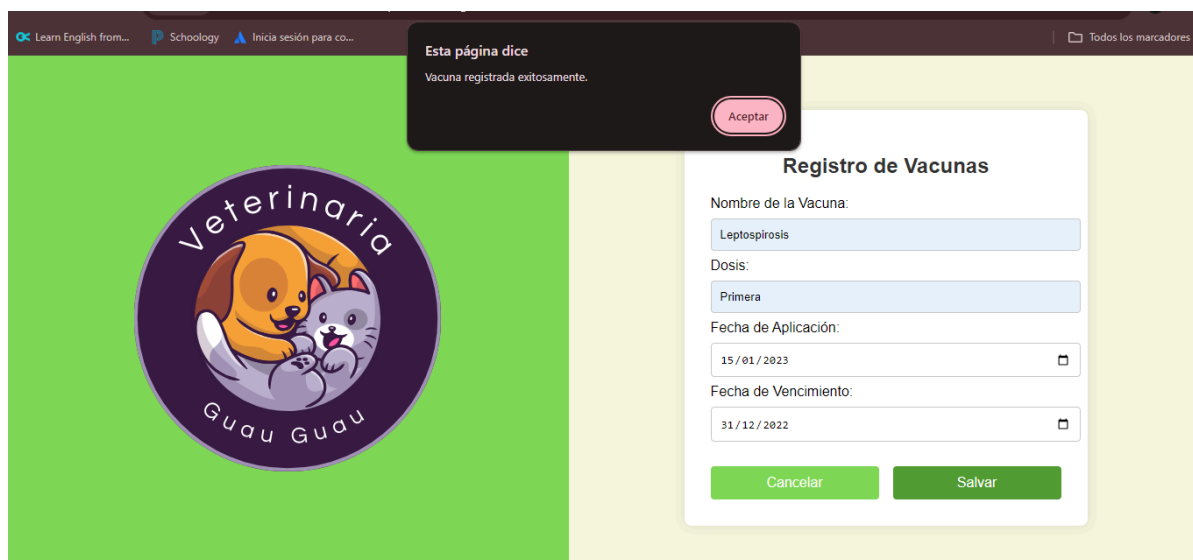 Learn English from...
Schoology
Inicia sesión para co...
Todos los marcadores
Esta página dice
Vacuna registrada exitosamente.
Aceptar
Veterinaria
Guau Guau
Registro de Vacunas
Nombre de la Vacuna:
Leptospirosis
Dosis:
Primera
Fecha de Aplicación:
15/01/2023
Fecha de Vencimiento:
31/12/2022
Cancelar
Salvar